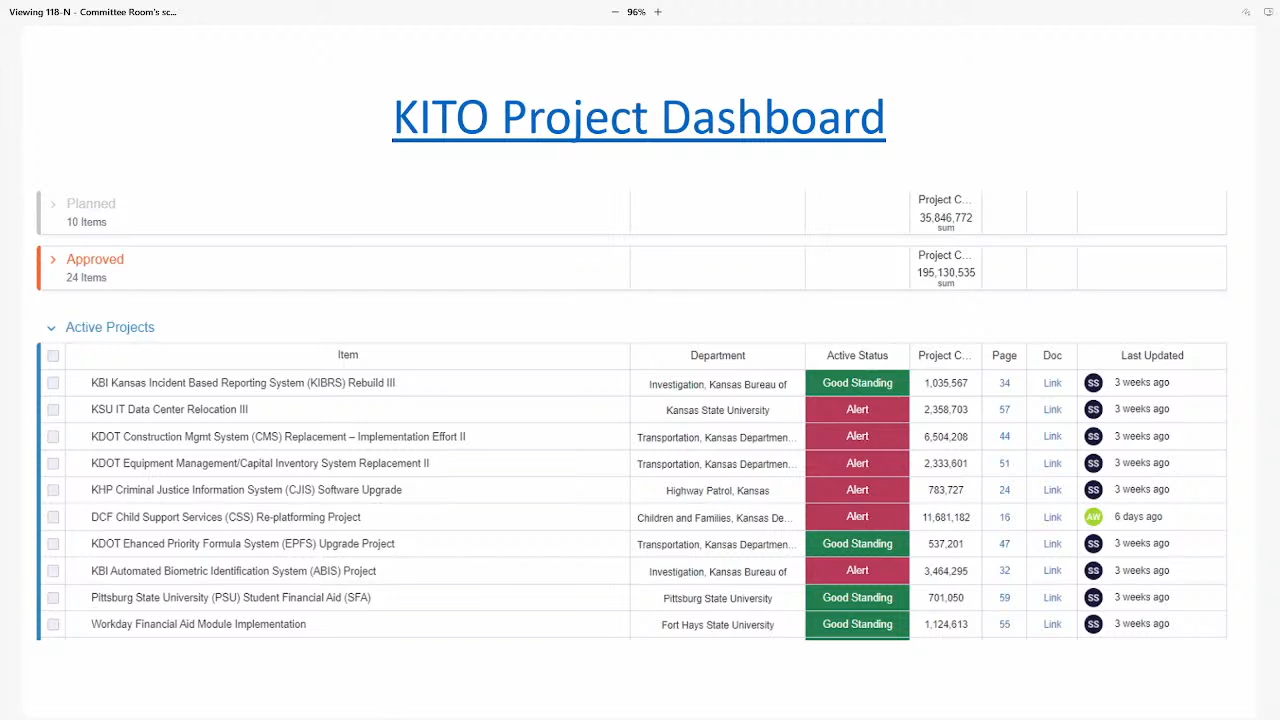 Viewing 118-N - Committee Room's sc...
− 96% +
KITO Project Dashboard
Planned
10 Items
Project C...
35,846,772
sum
Approved
24 Items
Project C...
195,130,535
sum
Active Projects
Item Department Active Status Project C... Page Doc Last Updated
KBI Kansas Incident Based Reporting System (KIBRS) Rebuild III Investigation, Kansas Bureau of Good Standing 1,035,567 34 Link SS 3 weeks ago
KSU IT Data Center Relocation III Kansas State University Alert 2,358,703 57 Link SS 3 weeks ago
KDOT Construction Mgmt System (CMS) Replacement – Implementation Effort II Transportation, Kansas Departmen... Alert 6,504,208 44 Link SS 3 weeks ago
KDOT Equipment Management/Capital Inventory System Replacement II Transportation, Kansas Departmen... Alert 2,333,601 51 Link SS 3 weeks ago
KHP Criminal Justice Information System (CJIS) Software Upgrade Highway Patrol, Kansas Alert 783,727 24 Link SS 3 weeks ago
DCF Child Support Services (CSS) Re-platforming Project Children and Families, Kansas De... Alert 11,681,182 16 Link AW 6 days ago
KDOT Ehanced Priority Formula System (EPFS) Upgrade Project Transportation, Kansas Departmen... Good Standing 537,201 47 Link SS 3 weeks ago
KBI Automated Biometric Identification System (ABIS) Project Investigation, Kansas Bureau of Alert 3,464,295 32 Link SS 3 weeks ago
Pittsburg State University (PSU) Student Financial Aid (SFA) Pittsburg State University Good Standing 701,050 59 Link SS 3 weeks ago
Workday Financial Aid Module Implementation Fort Hays State University Good Standing 1,124,613 55 Link SS 3 weeks ago